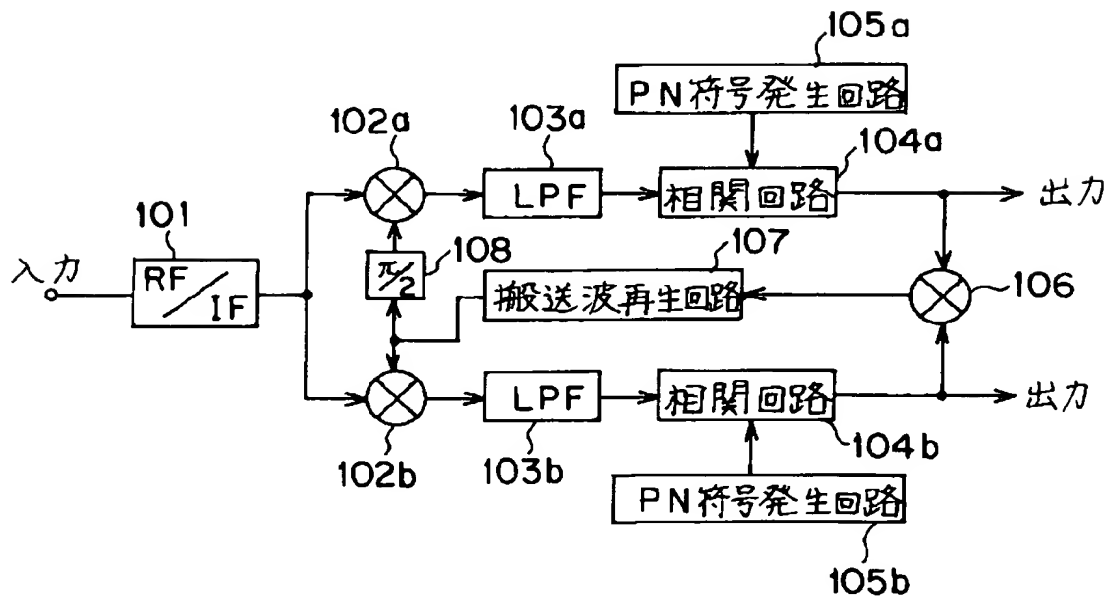 105a
PN符号発生回路
102a
103a
104a
LPF
相関回路
出力
101
108
107
入力
RF/IF
π/2
搬送波再生回路
106
LPF
相関回路
出力
102b
103b
104b
PN符号発生回路
105b